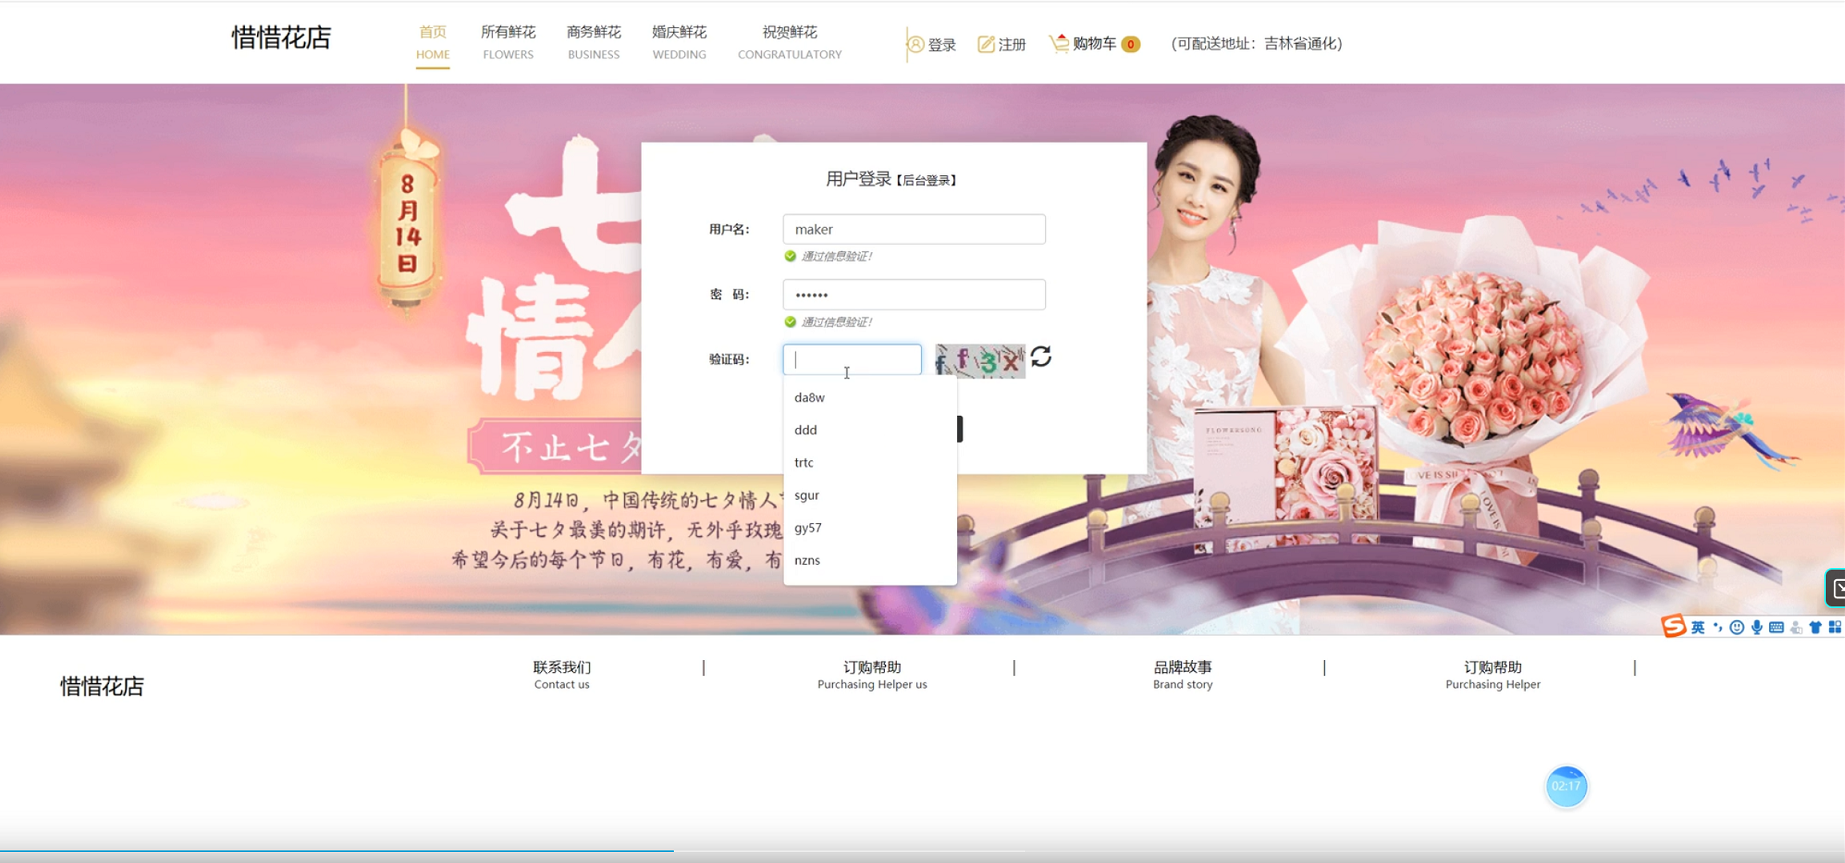 惜惜花店
首页
HOME
所有鲜花
FLOWERS
商务鲜花
BUSINESS
婚庆鲜花
WEDDING
祝贺鲜花
CONGRATULATORY
登录
注册
购物车 0
(可配送地址：吉林省通化)
8月14日
七
情
不止七夕
8月14日，中国传统的七夕情人
关于七夕最美的期许，无外乎玫瑰
希望今后的每个节日，有花，有爱，有
用户登录【后台登录】
用户名：
maker
通过信息验证!
密 码：
••••••
通过信息验证!
验证码：
f f 3 x
da8w
ddd
trtc
sgur
gy57
nzns
FLOWERSONG
英
惜惜花店
联系我们
Contact us
|
订购帮助
Purchasing Helper us
|
品牌故事
Brand story
|
订购帮助
Purchasing Helper
|
02:17